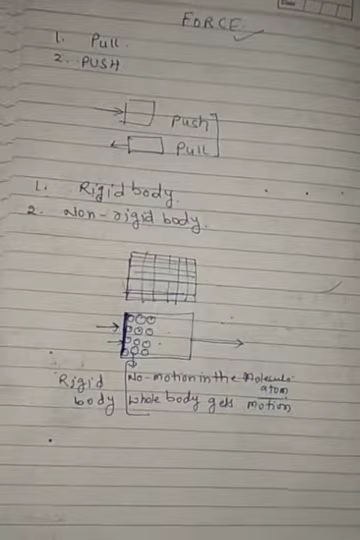 Date
FORCE
1. Pull.
2. PUSH
Push
Pull
1. Rigid body.
2. Non-rigid body.
Rigid body
No-motion in the Molecule atom
whole body gets motion